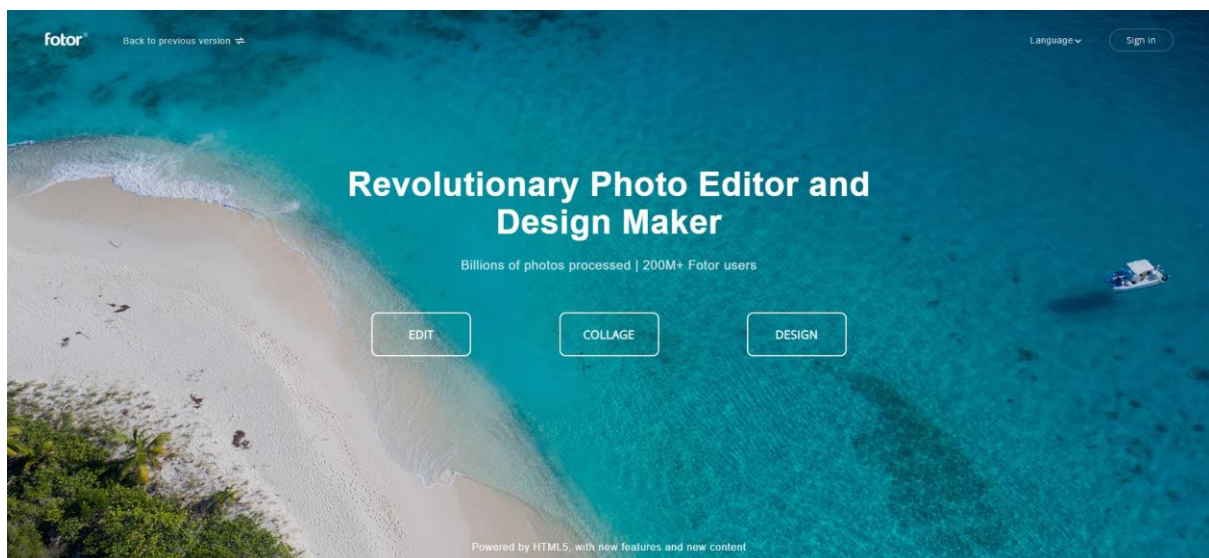 fotor®
Back to previous version ⇌
Language
Sign in
Revolutionary Photo Editor and
Design Maker
Billions of photos processed | 200M+ Fotor users
EDIT
COLLAGE
DESIGN
Powered by HTML5, with new features and new content